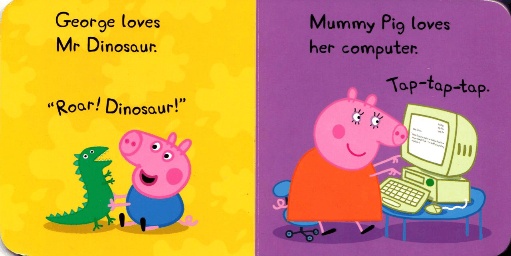 George loves
Mr Dinosaur.
"Roar! Dinosaur!"
Mummy Pig loves
her computer.
Tap-tap-tap.